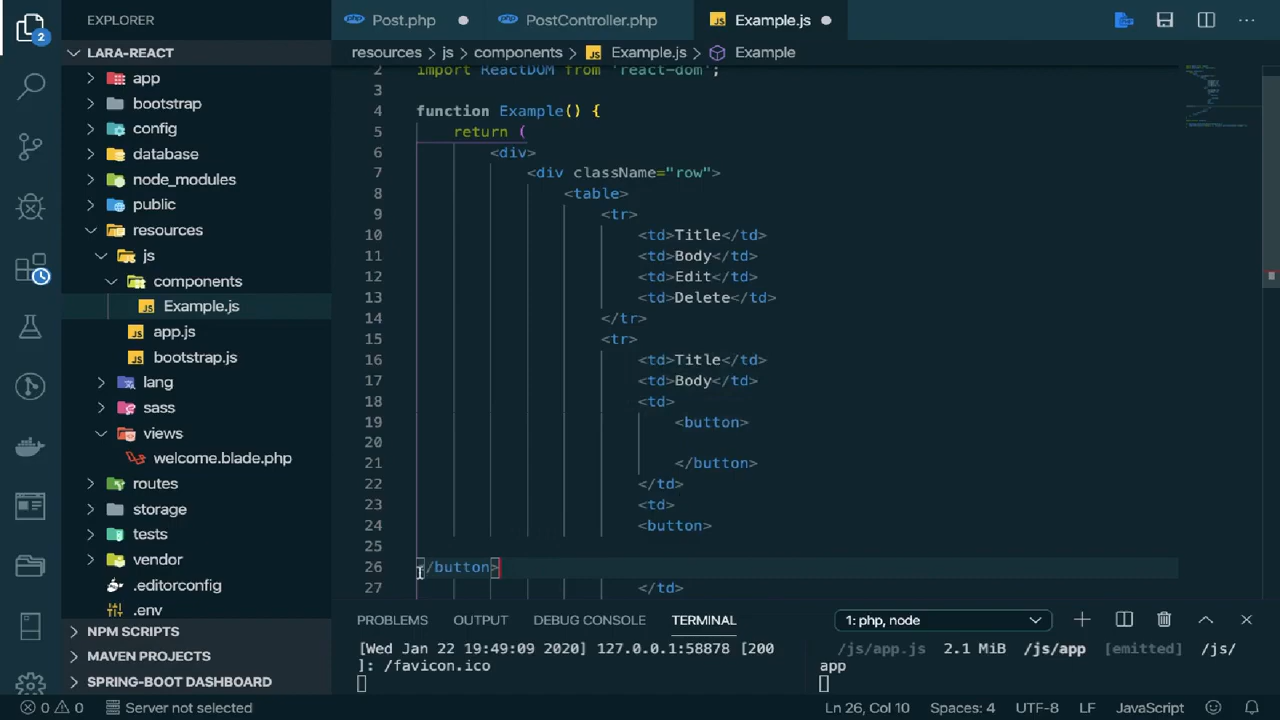 2
EXPLORER
LARA-REACT
app
bootstrap
config
database
node_modules
public
resources
js
components
Example.js
app.js
bootstrap.js
lang
sass
views
welcome.blade.php
routes
storage
tests
vendor
.editorconfig
.env
NPM SCRIPTS
MAVEN PROJECTS
SPRING-BOOT DASHBOARD
Post.php PostController.php Example.js
resources > js > components > Example.js > Example
2 import ReactDOM from 'react-dom';
3
4 function Example() {
5 return (
6 <div>
7 <div className="row">
8 <table>
9 <tr>
10 <td>Title</td>
11 <td>Body</td>
12 <td>Edit</td>
13 <td>Delete</td>
14 </tr>
15 <tr>
16 <td>Title</td>
17 <td>Body</td>
18 <td>
19 <button>
20
21 </button>
22 </td>
23 <td>
24 <button>
25
26 </button>
27 </td>
PROBLEMS OUTPUT DEBUG CONSOLE TERMINAL 1: php, node
[Wed Jan 22 19:49:09 2020] 127.0.0.1:58878 [200
]: /favicon.ico
/js/app.js 2.1 MiB /js/app [emitted] /js/
app
0 0 Server not selected Ln 26, Col 10 Spaces: 4 UTF-8 LF JavaScript